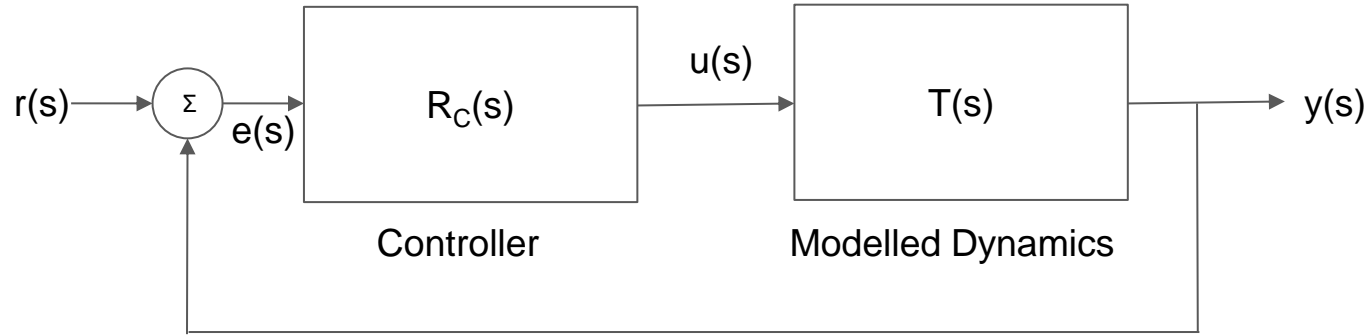 r(s)
Σ
e(s)
R_C(s)
u(s)
T(s)
y(s)
Controller
Modelled Dynamics